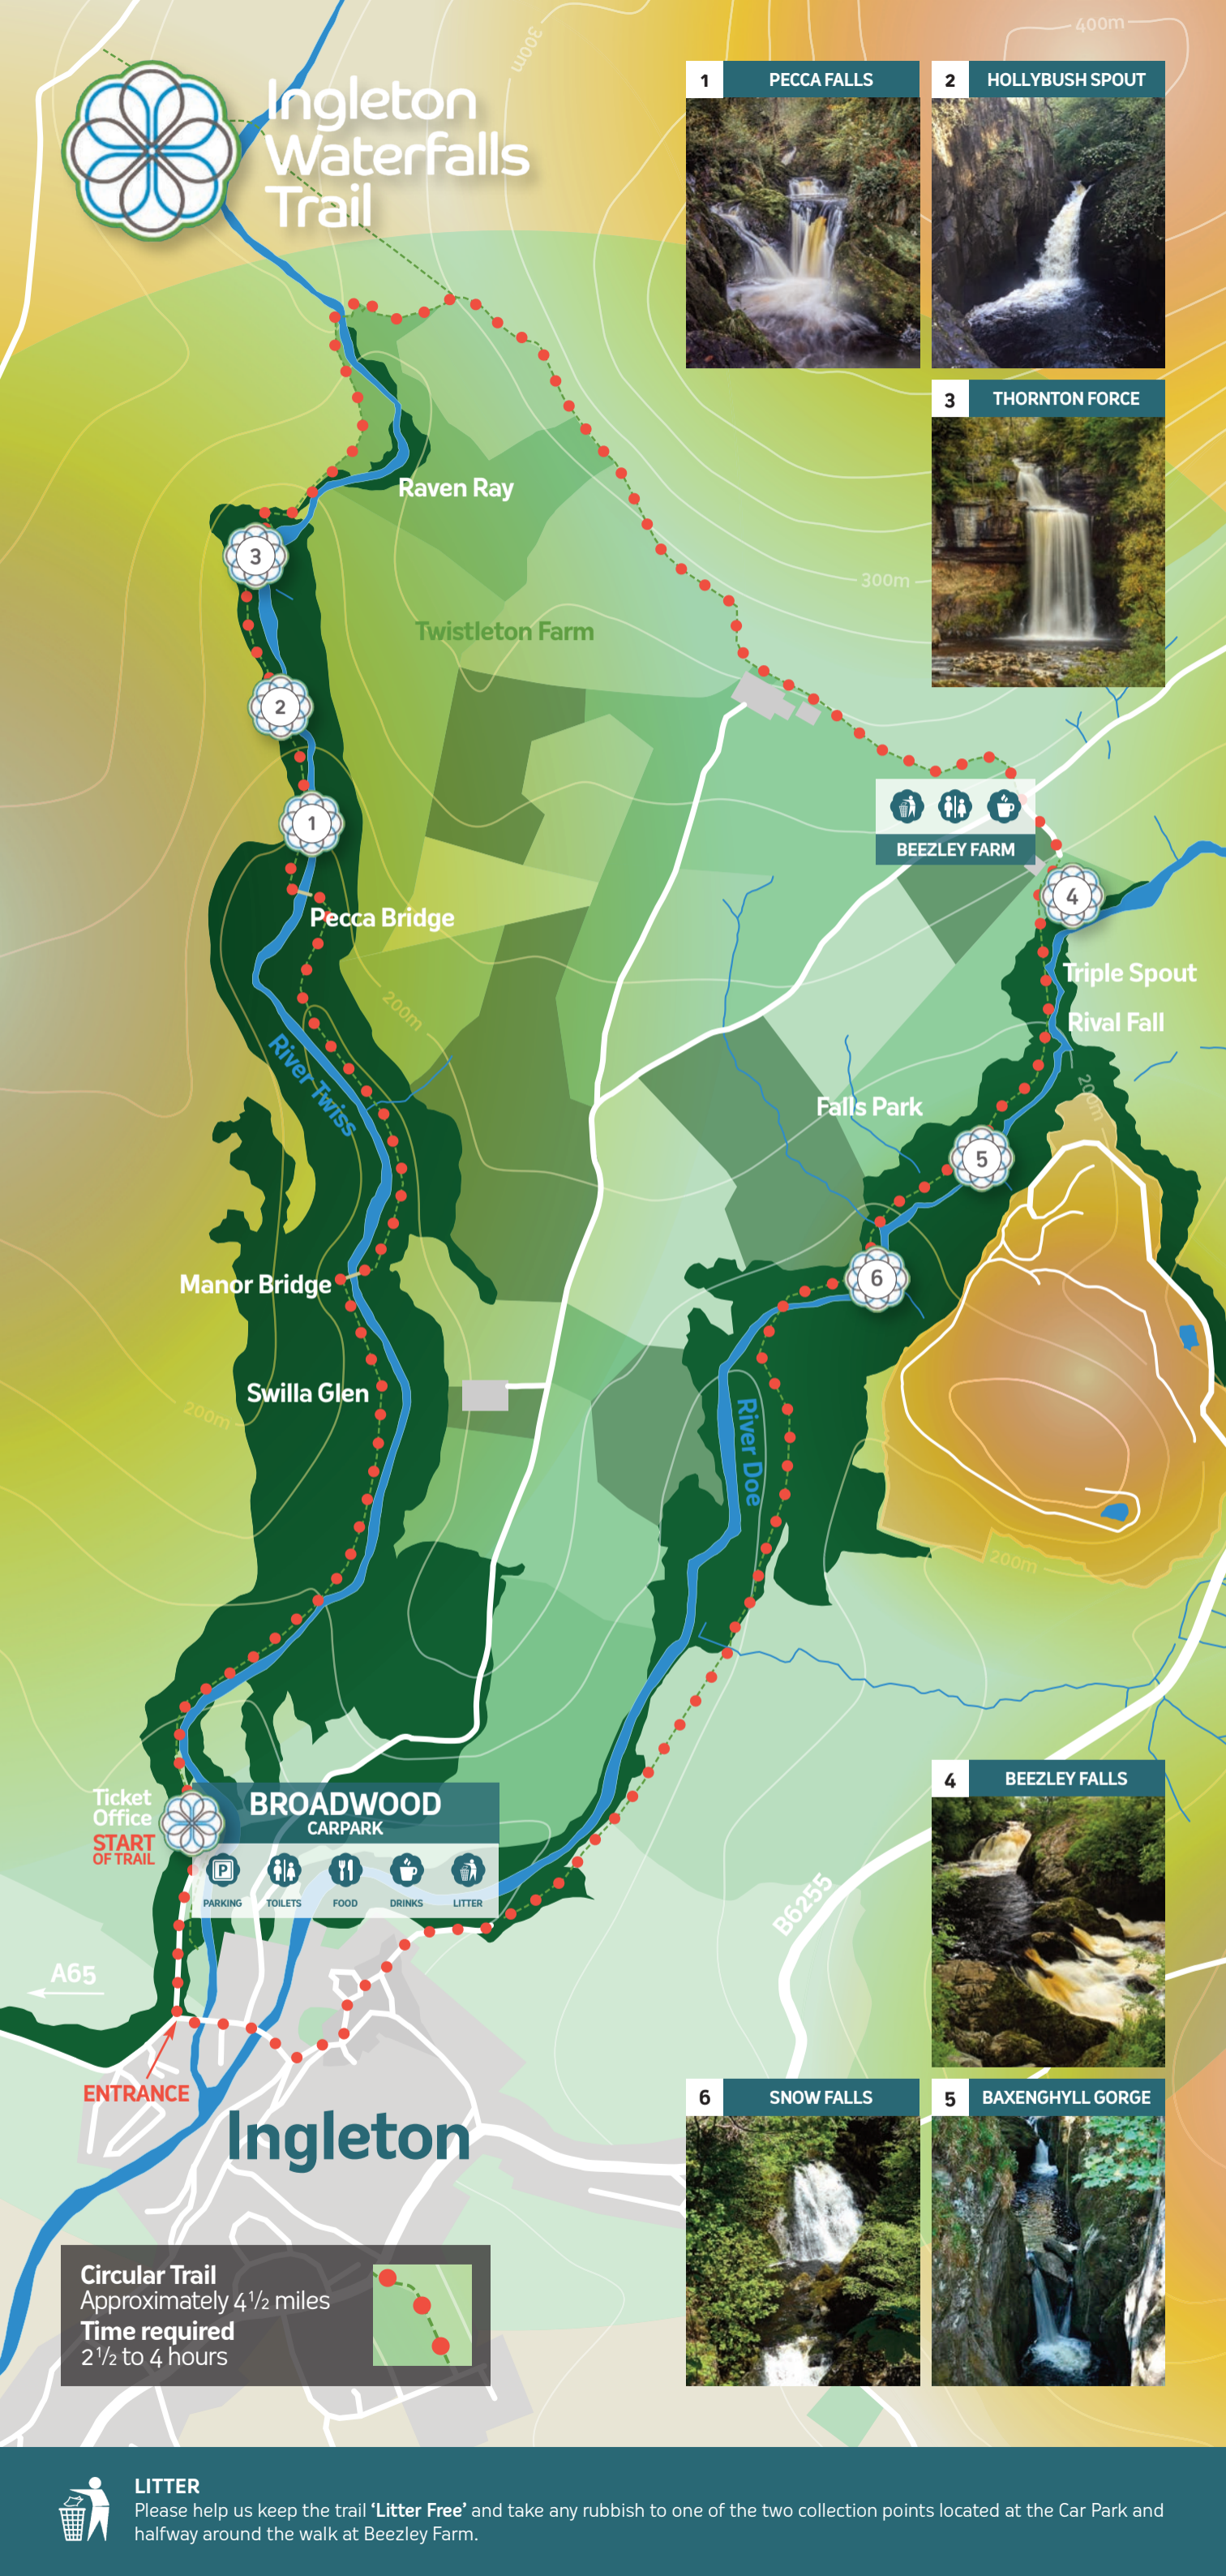 Ingleton
Waterfalls
Trail
300m
400m
1 PECCA FALLS
2 HOLLYBUSH SPOUT
3 THORNTON FORCE
Raven Ray
3
300m
Twistleton Farm
2
1
BEEZLEY FARM
4
Pecca Bridge
Triple Spout
200m
Rival Fall
River Twiss
200m
Falls Park
5
6
Manor Bridge
Swilla Glen
200m
River Doe
200m
Ticket
Office
START
OF TRAIL
BROADWOOD
CARPARK
P
PARKING
TOILETS
FOOD
DRINKS
LITTER
4 BEEZLEY FALLS
B6255
A65
ENTRANCE
Ingleton
6 SNOW FALLS
5 BAXENGHYLL GORGE
Circular Trail
Approximately 4 1/2 miles
Time required
2 1/2 to 4 hours
LITTER
Please help us keep the trail ‘Litter Free’ and take any rubbish to one of the two collection points located at the Car Park and
halfway around the walk at Beezley Farm.